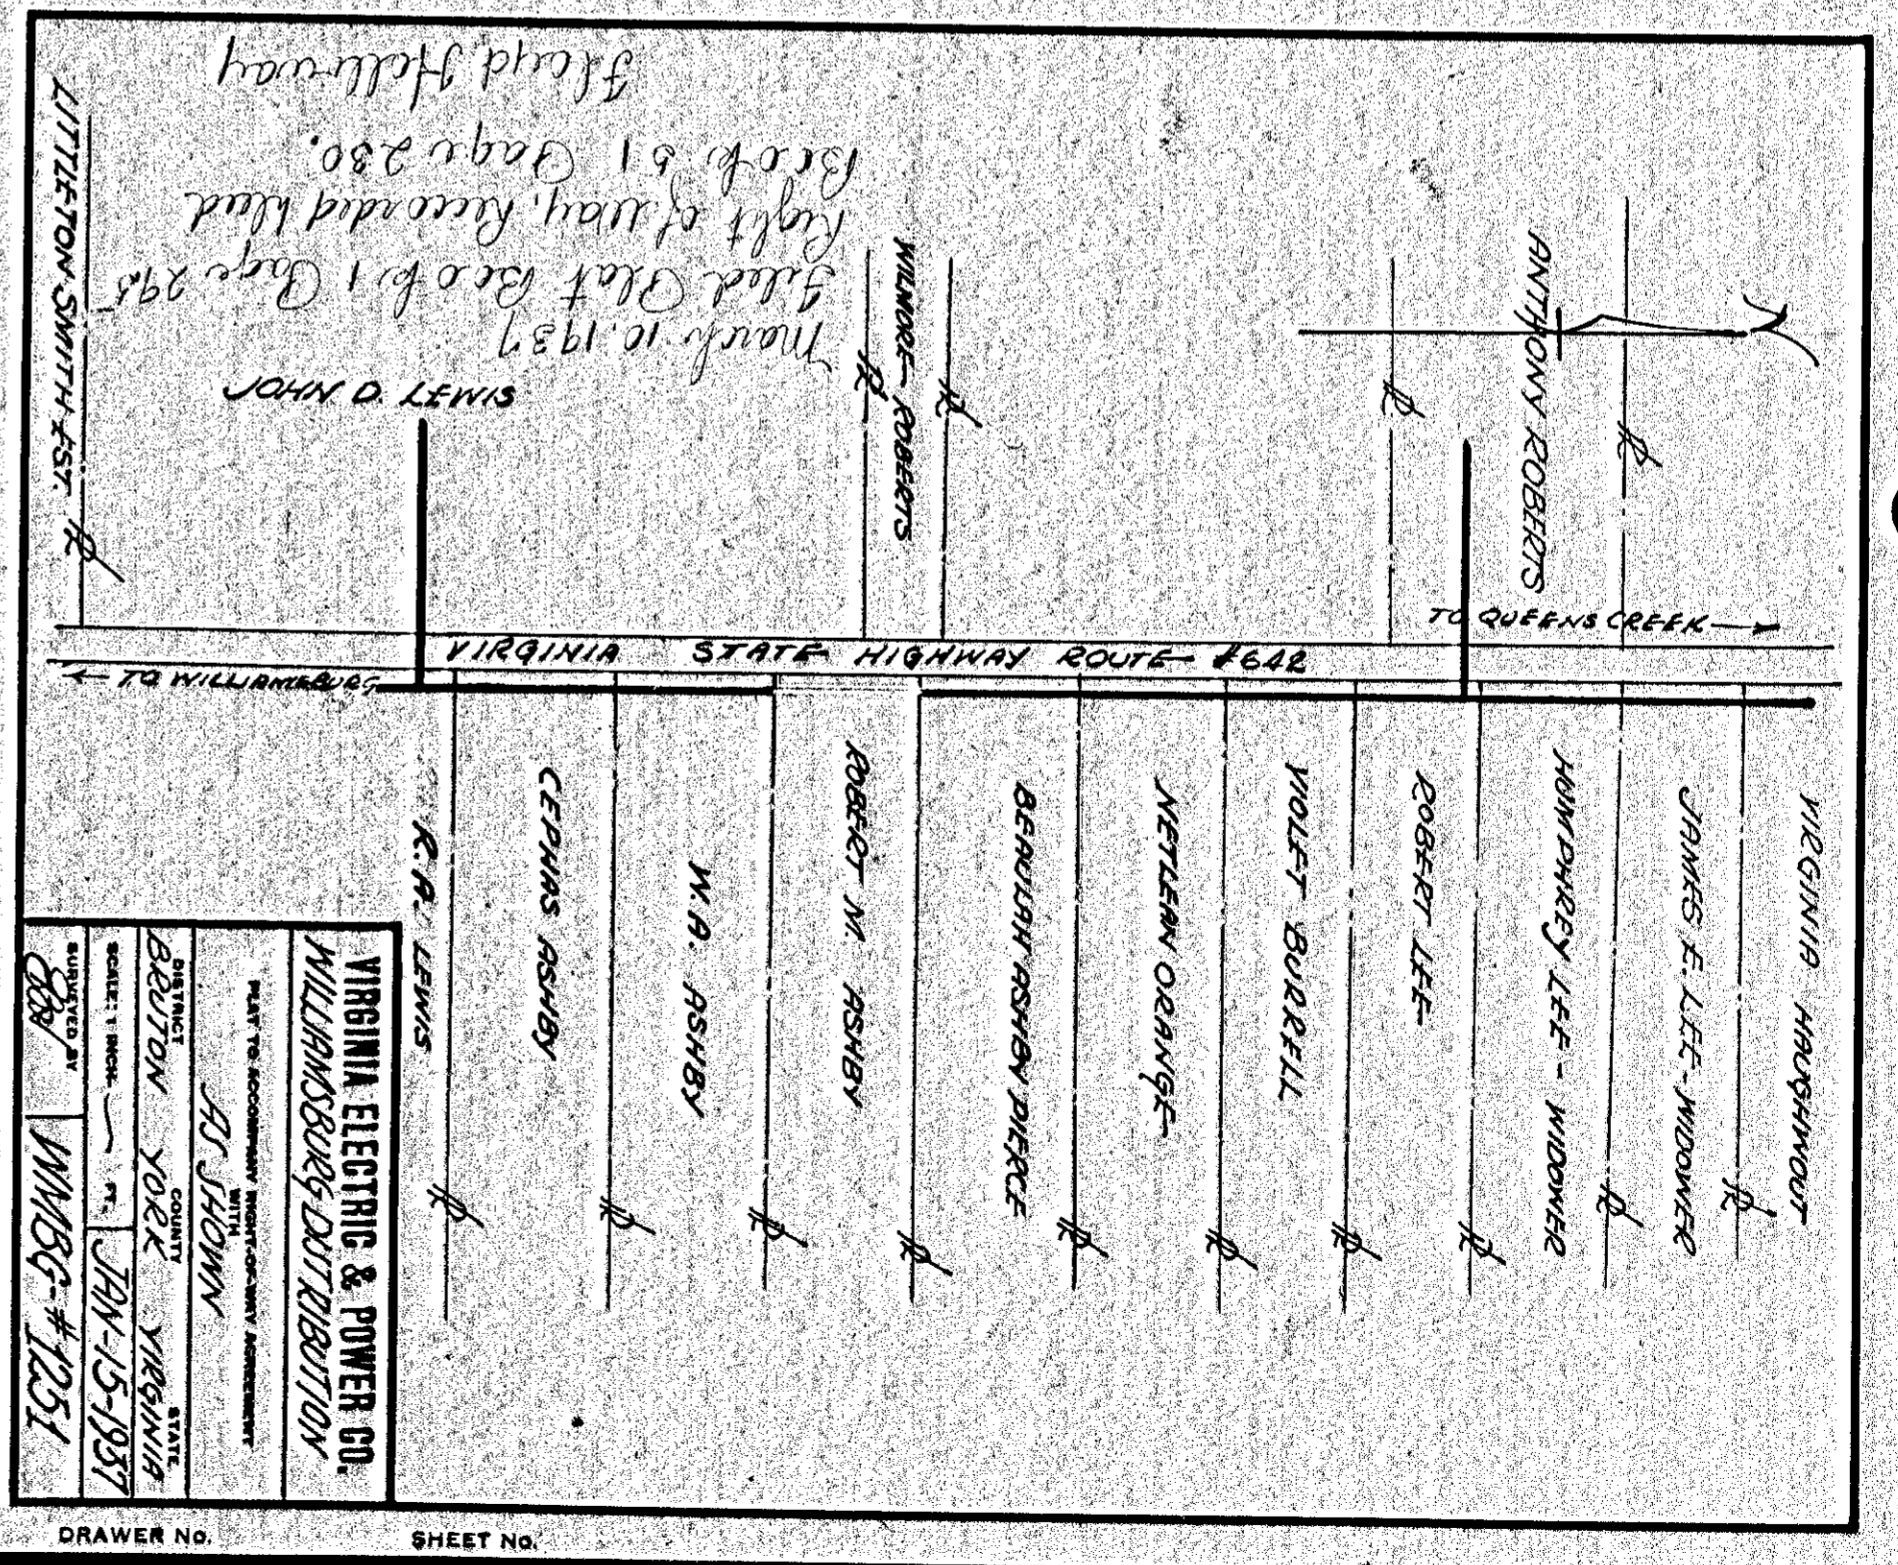 LITTLETON SMITH EST.
JOHN D. LEWIS
WILMORE ROBERTS
ANTHONY ROBERTS
March 10, 1937
Filed Plat Book 1 Page 295
Right of Way, Recorded Deed
Book 51 Page 230.
Floyd Holloway
TO QUEENS CREEK
VIRGINIA STATE HIGHWAY ROUTE #642
TO WILLIAMSBURG
R.A. LEWIS
CEPHAS ASHBY
W.A. ASHBY
ROBERT M. ASHBY
BEAULAH ASHBY PIERCE
NETLEAN ORANGE
VIOLET BURRELL
ROBERT LEE
HUMPHREY LEE - WIDOWER
JAMES E. LEE - WIDOWER
VIRGINIA HAUGHWOUT
VIRGINIA ELECTRIC & POWER CO.
WILLIAMSBURG DISTRIBUTION
PLAT TO ACCOMPANY RIGHT-OF-WAY AGREEMENT
WITH
AS SHOWN
DISTRICT COUNTY STATE
BRUTON YORK VIRGINIA
SCALE: 1 INCH — FT. JAN-15-1937
SURVEYED BY
WMBG-#1251
DRAWER NO. SHEET NO.